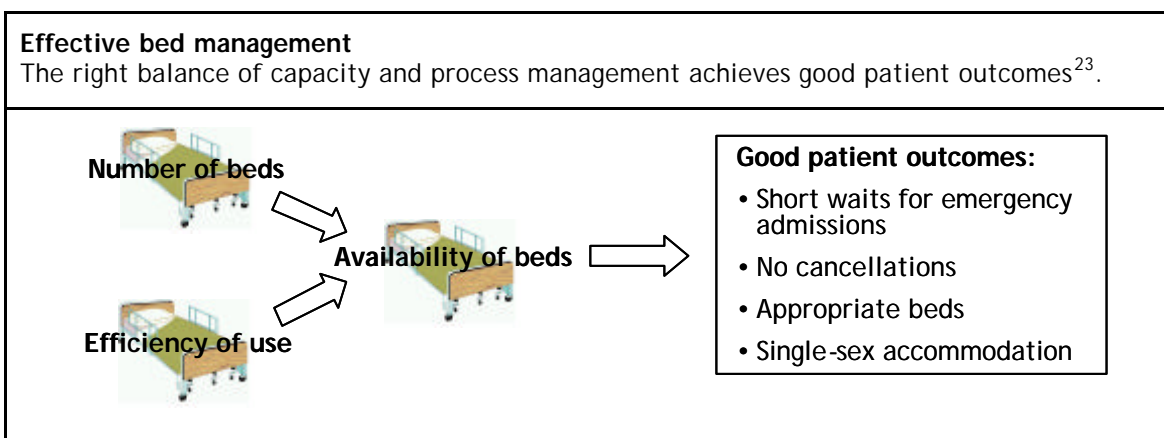 Effective bed management
The right balance of capacity and process management achieves good patient outcomes²³.
Number of beds
Efficiency of use
Availability of beds
Good patient outcomes:
• Short waits for emergency
admissions
• No cancellations
• Appropriate beds
• Single-sex accommodation